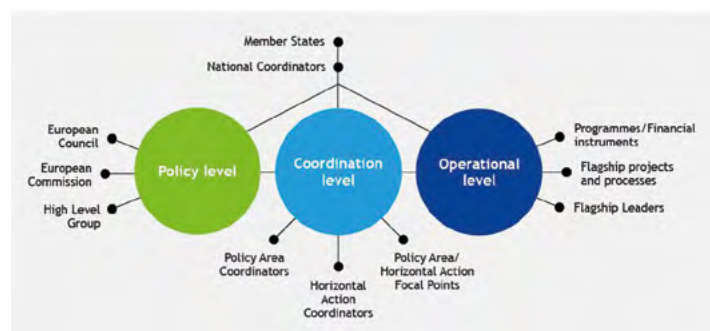 Member States
National Coordinators
European
Council
European
Commission
High Level
Group
Policy level
Coordination
level
Operational
level
Programmes/Financial
instruments
Flagship projects
and processes
Flagship Leaders
Policy Area
Coordinators
Horizontal
Action
Coordinators
Policy Area/
Horizontal Action
Focal Points